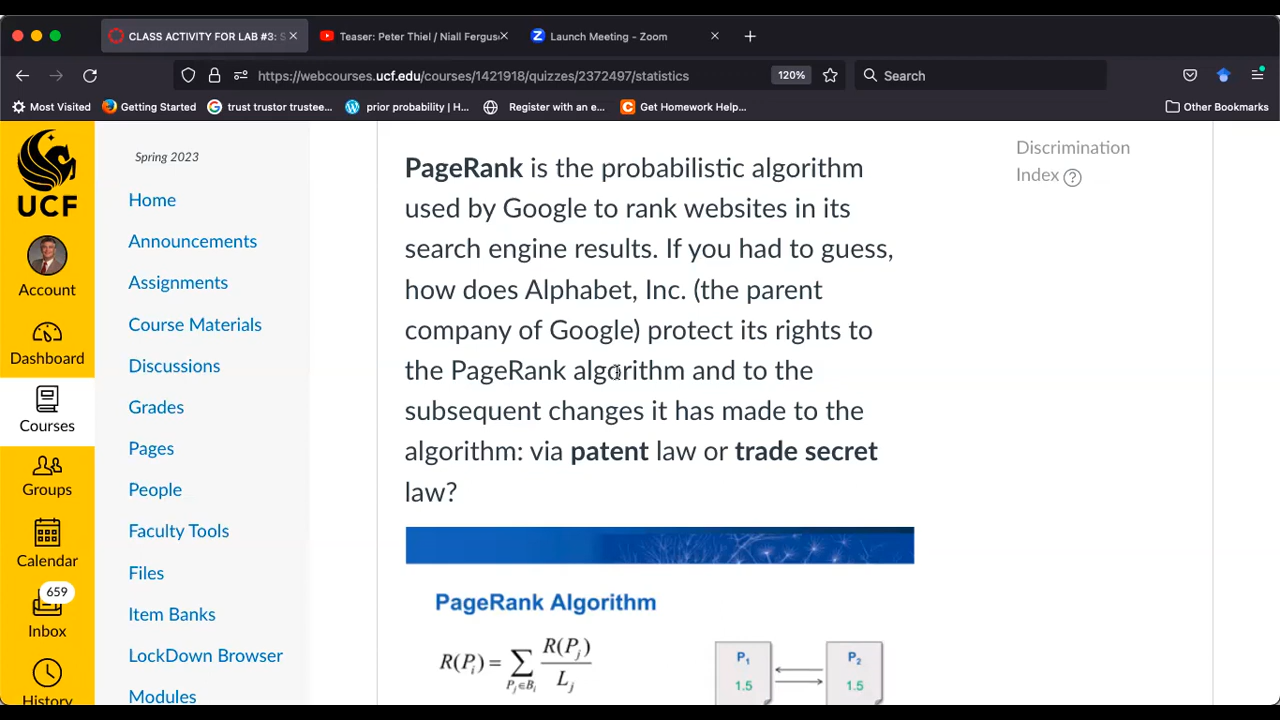 CLASS ACTIVITY FOR LAB #3: S
Teaser: Peter Thiel / Niall Fergus
Launch Meeting - Zoom
https://webcourses.ucf.edu/courses/1421918/quizzes/2372497/statistics
120%
Search
Most Visited
Getting Started
trust trustor trustee...
prior probability | H...
Register with an e...
Get Homework Help...
Other Bookmarks
UCF
Account
Dashboard
Courses
Groups
Calendar
659
Inbox
History
Spring 2023
Home
Announcements
Assignments
Course Materials
Discussions
Grades
Pages
People
Faculty Tools
Files
Item Banks
LockDown Browser
Modules
PageRank is the probabilistic algorithm
used by Google to rank websites in its
search engine results. If you had to guess,
how does Alphabet, Inc. (the parent
company of Google) protect its rights to
the PageRank algorithm and to the
subsequent changes it has made to the
algorithm: via patent law or trade secret
law?
PageRank Algorithm
R(Pi) = ∑ Pj∈Bi R(Pj) / Lj
P1
1.5
P2
1.5
Discrimination
Index ?